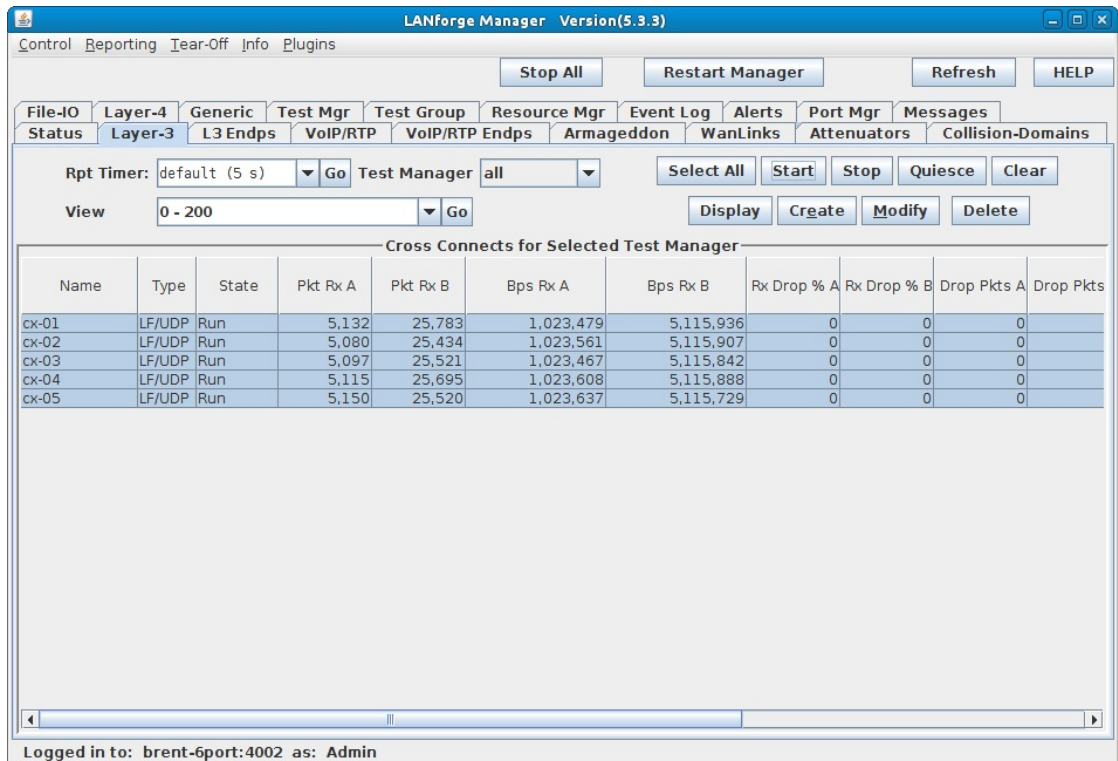 LANforge Manager Version(5.3.3)
Control Reporting Tear-Off Info Plugins
Stop All Restart Manager Refresh HELP
File-IO Layer-4 Generic Test Mgr Test Group Resource Mgr Event Log Alerts Port Mgr Messages
Status Layer-3 L3 Endps VoIP/RTP VoIP/RTP Endps Armageddon WanLinks Attenuators Collision-Domains
Rpt Timer: default (5 s) Go Test Manager all Select All Start Stop Quiesce Clear
View 0 - 200 Go Display Create Modify Delete
Cross Connects for Selected Test Manager
Name Type State Pkt Rx A Pkt Rx B Bps Rx A Bps Rx B Rx Drop % A Rx Drop % B Drop Pkts A Drop Pkts
cx-01 LF/UDP Run 5,132 25,783 1,023,479 5,115,936 0 0 0
cx-02 LF/UDP Run 5,080 25,434 1,023,561 5,115,907 0 0 0
cx-03 LF/UDP Run 5,097 25,521 1,023,467 5,115,842 0 0 0
cx-04 LF/UDP Run 5,115 25,695 1,023,608 5,115,888 0 0 0
cx-05 LF/UDP Run 5,150 25,520 1,023,637 5,115,729 0 0 0
Logged in to: brent-6port:4002 as: Admin